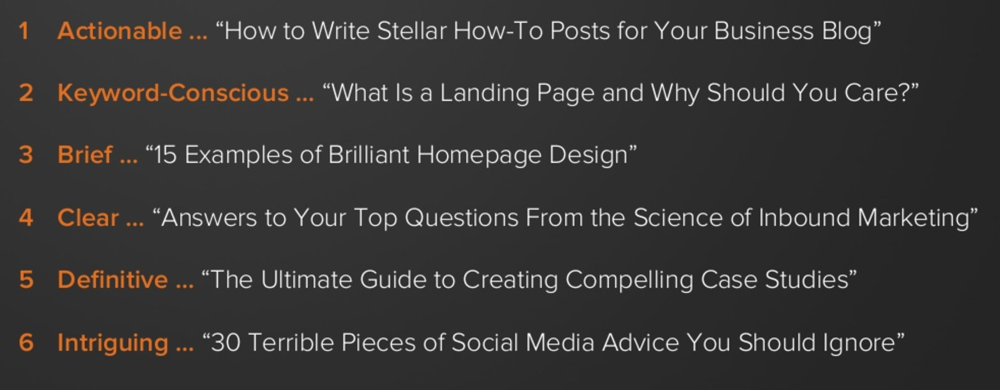 1 Actionable ... “How to Write Stellar How-To Posts for Your Business Blog”
2 Keyword-Conscious ... “What Is a Landing Page and Why Should You Care?”
3 Brief ... “15 Examples of Brilliant Homepage Design”
4 Clear ... “Answers to Your Top Questions From the Science of Inbound Marketing”
5 Definitive ... “The Ultimate Guide to Creating Compelling Case Studies”
6 Intriguing ... “30 Terrible Pieces of Social Media Advice You Should Ignore”